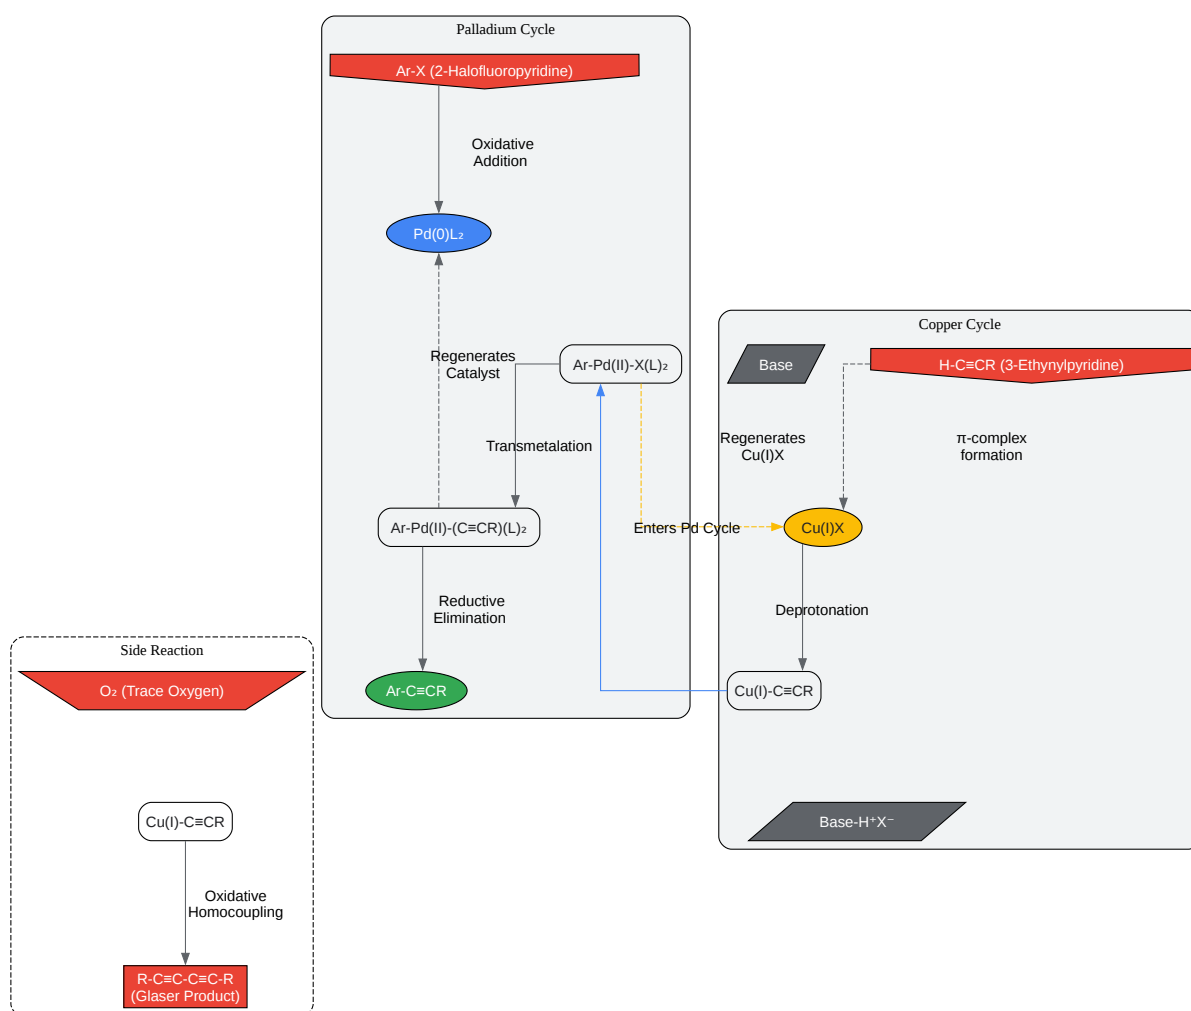 Palladium Cycle
Ar-X (2-Halofluoropyridine)
Oxidative
Addition
Pd(0)L₂
Regenerates
Catalyst
Ar-Pd(II)-X(L)₂
Transmetalation
Ar-Pd(II)-(C≡CR)(L)₂
Enters Pd Cycle
Reductive
Elimination
Ar-C≡CR
Copper Cycle
Base
H-C≡CR (3-Ethynylpyridine)
Regenerates
Cu(I)X
π-complex
formation
Cu(I)X
Deprotonation
Cu(I)-C≡CR
Base-H⁺X⁻
Side Reaction
O₂ (Trace Oxygen)
Cu(I)-C≡CR
Oxidative
Homocoupling
R-C≡C-C≡C-R
(Glaser Product)